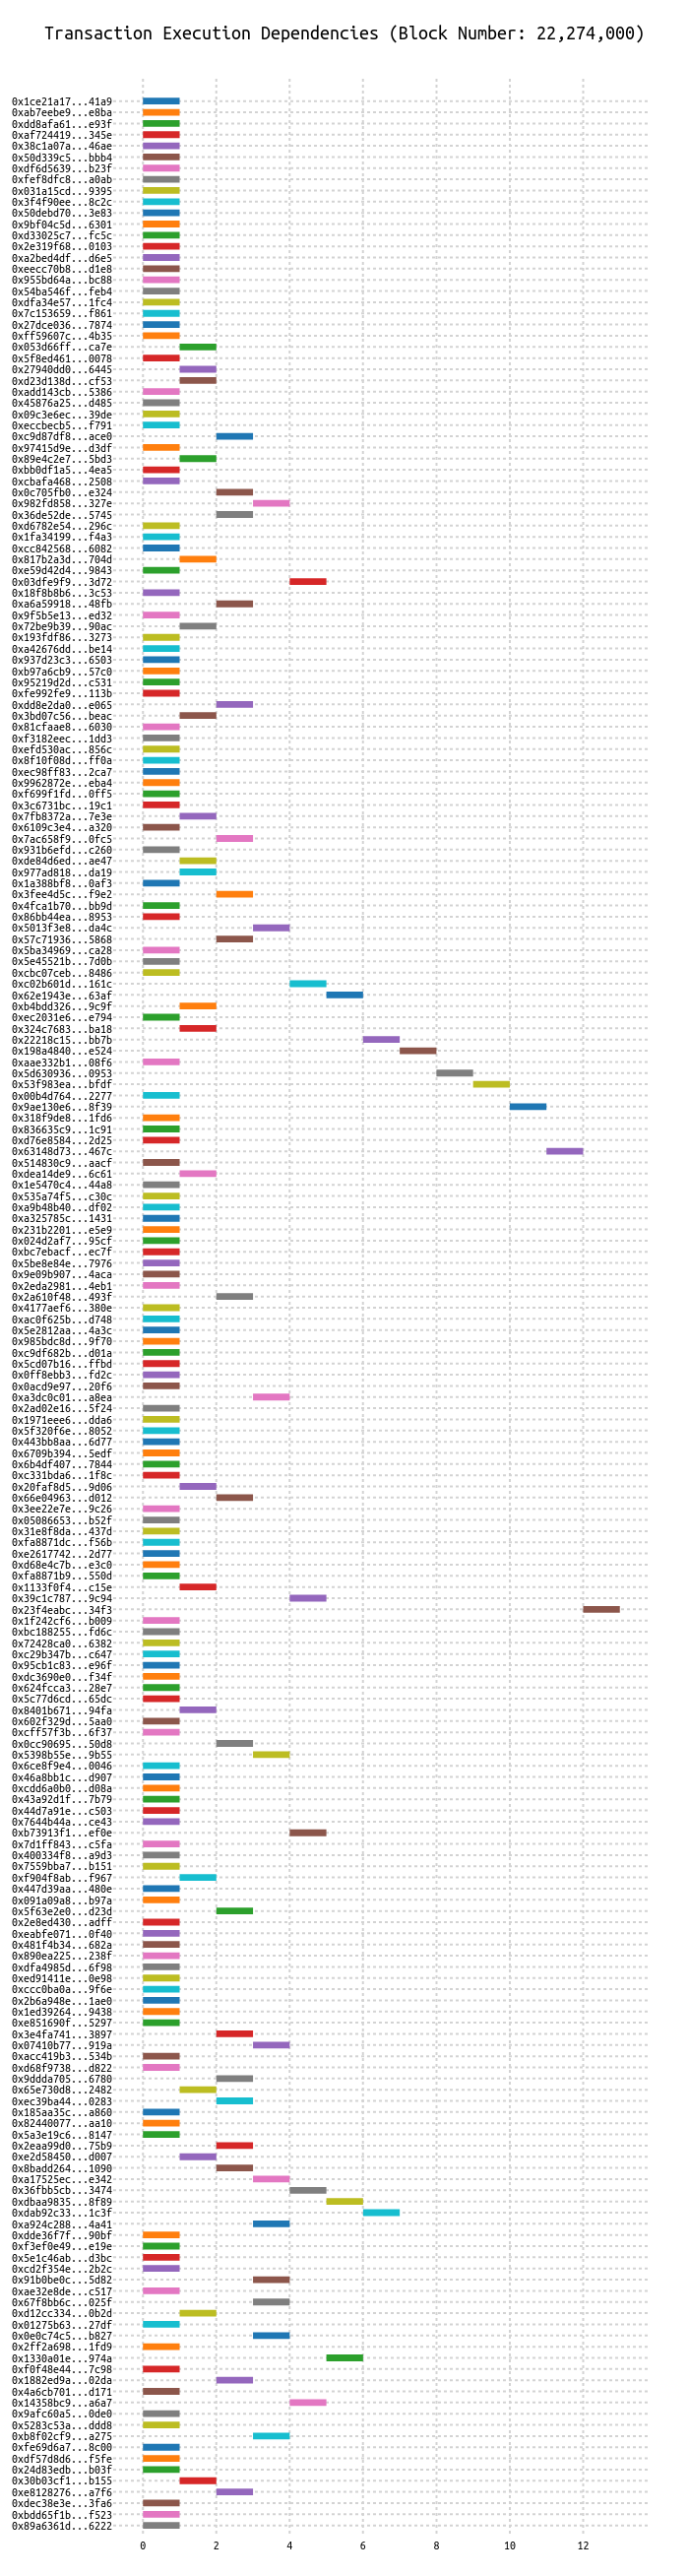 Transaction Execution Dependencies (Block Number: 22,274,000)
0x1ce21a17...41a9
0xab7eebe9...e8ba
0xdd8afa61...e93f
0xaf724419...345e
0x38c1a07a...46ae
0x50d339c5...bbb4
0xdf6d5639...b23f
0xfef8dfc8...a0ab
0x031a15cd...9395
0x3f4f90ee...8c2c
0x50debd70...3e83
0x9bf04c5d...6301
0xd33025c7...fc5c
0x2e319f68...0103
0xa2bed4df...d6e5
0xeecc70b8...d1e8
0x955bd64a...bc88
0x54ba546f...feb4
0xdfa34e57...1fc4
0x7c153659...f861
0x27dce036...7874
0xff59607c...4b35
0x053d66ff...ca7e
0x5f8ed461...0078
0x27940dd0...6445
0xd23d138d...cf53
0xadd143cb...5386
0x45876a25...d485
0x09c3e6ec...39de
0xeccbecb5...f791
0xc9d87df8...ace0
0x97415d9e...d3df
0x89e4c2e7...5bd3
0xbb0df1a5...4ea5
0xcbafa468...2508
0x0c705fb0...e324
0x982fd858...327e
0x36de52de...5745
0xd6782e54...296c
0x1fa34199...f4a3
0xcc842568...6082
0x817b2a3d...704d
0xe59d42d4...9843
0x03dfe9f9...3d72
0x18f8b8b6...3c53
0xa6a59918...48fb
0x9f5b5e13...ed32
0x72be9b39...90ac
0x193fdf86...3273
0xa42676dd...be14
0x937d23c3...6503
0xb97a6cb9...57c0
0x95219d2d...c531
0xfe992fe9...113b
0xdd8e2da0...e065
0x3bd07c56...beac
0x81cfaae8...6030
0xf3182eec...1dd3
0xefd530ac...856c
0x8f10f08d...ff0a
0xec98ff83...2ca7
0x9962872e...eba4
0xf699f1fd...0ff5
0x3c6731bc...19c1
0x7fb8372a...7e3e
0x6109c3e4...a320
0x7ac658f9...0fc5
0x931b6efd...c260
0xde84d6ed...ae47
0x977ad818...da19
0x1a388bf8...0af3
0x3fee4d5c...f9e2
0x4fca1b70...bb9d
0x86bb44ea...8953
0x5013f3e8...da4c
0x57c71936...5868
0x5ba34969...ca28
0x5e45521b...7d0b
0xcbc07ceb...8486
0xc02b601d...161c
0x62e1943e...63af
0xb4bdd326...9c9f
0xec2031e6...e794
0x324c7683...ba18
0x22218c15...bb7b
0x198a4840...e524
0xaae332b1...08f6
0x5d630936...0953
0x53f983ea...bfdf
0x00b4d764...2277
0x9ae130e6...8f39
0x318f9de8...1fd6
0x836635c9...1c91
0xd76e8584...2d25
0x63148d73...467c
0x514830c9...aacf
0xdea14de9...6c61
0x1e5470c4...44a8
0x535a74f5...c30c
0xa9b48b40...df02
0xa325785c...1431
0x231b2201...e5e9
0x024d2af7...95cf
0xbc7ebacf...ec7f
0x5be8e84e...7976
0x9e09b907...4aca
0x2eda2981...4eb1
0x2a610f48...493f
0x4177aef6...380e
0xac0f625b...d748
0x5e2812aa...4a3c
0x985bdc8d...9f70
0xc9df682b...d01a
0x5cd07b16...ffbd
0x0ff8ebb3...fd2c
0x0acd9e97...20f6
0xa3dc0c01...a8ea
0x2ad02e16...5f24
0x1971eee6...dda6
0x5f320f6e...8052
0x443bb8aa...6d77
0x6709b394...5edf
0x6b4df407...7844
0xc331bda6...1f8c
0x20faf8d5...9d06
0x66e04963...d012
0x3ee22e7e...9c26
0x05086653...b52f
0x31e8f8da...437d
0xfa8871dc...f56b
0xe2617742...2d77
0xd68e4c7b...e3c0
0xfa8871b9...550d
0x1133f0f4...c15e
0x39c1c787...9c94
0x23f4eabc...34f3
0x1f242cf6...b009
0xbc188255...fd6c
0x72428ca0...6382
0xc29b347b...c647
0x95cb1c83...e96f
0xdc3690e0...f34f
0x624fcca3...28e7
0x5c77d6cd...65dc
0x8401b671...94fa
0x602f329d...5aa0
0xcff57f3b...6f37
0x0cc90695...50d8
0x5398b55e...9b55
0x6ce8f9e4...0046
0x46a8bb1c...d907
0xcdd6a0b0...d08a
0x43a92d1f...7b79
0x44d7a91e...c503
0x7644b44a...ce43
0xb73913f1...ef0e
0x7d1ff843...c5fa
0x400334f8...a9d3
0x7559bba7...b151
0xf904f8ab...f967
0x447d39aa...480e
0x091a09a8...b97a
0x5f63e2e0...d23d
0x2e8ed430...adff
0xeabfe071...0f40
0x481f4b34...682a
0x890ea225...238f
0xdfa4985d...6f98
0xed91411e...0e98
0xccc0ba0a...9f6e
0x2b6a948e...1ae0
0x1ed39264...9438
0xe851690f...5297
0x3e4fa741...3897
0x07410b77...919a
0xacc419b3...534b
0xd68f9738...d822
0x9ddda705...6780
0x65e730d8...2482
0xec39ba44...0283
0x185aa35c...a860
0x82440077...aa10
0x5a3e19c6...8147
0x2eaa99d0...75b9
0xe2d58450...d007
0x8badd264...1090
0xa17525ec...e342
0x36fbb5cb...3474
0xdbaa9835...8f89
0xdab92c33...1c3f
0xa924c288...4a41
0xdde36f7f...90bf
0xf3ef0e49...e19e
0x5e1c46ab...d3bc
0xcd2f354e...2b2c
0x91b0be0c...5d82
0xae32e8de...c517
0x67f8bb6c...025f
0xd12cc334...0b2d
0x01275b63...27df
0x0e0c74c5...b827
0x2ff2a698...1fd9
0x1330a01e...974a
0xf0f48e44...7c98
0x1882ed9a...02da
0x4a6cb701...d171
0x14358bc9...a6a7
0x9afc60a5...0de0
0x5283c53a...ddd8
0xb8f02cf9...a275
0xfe69d6a7...8c00
0xdf57d8d6...f5fe
0x24d83edb...b03f
0x30b03cf1...b155
0xe8128276...a7f6
0xdec38e3e...3fa6
0xbdd65f1b...f523
0x89a6361d...6222
0 2 4 6 8 10 12